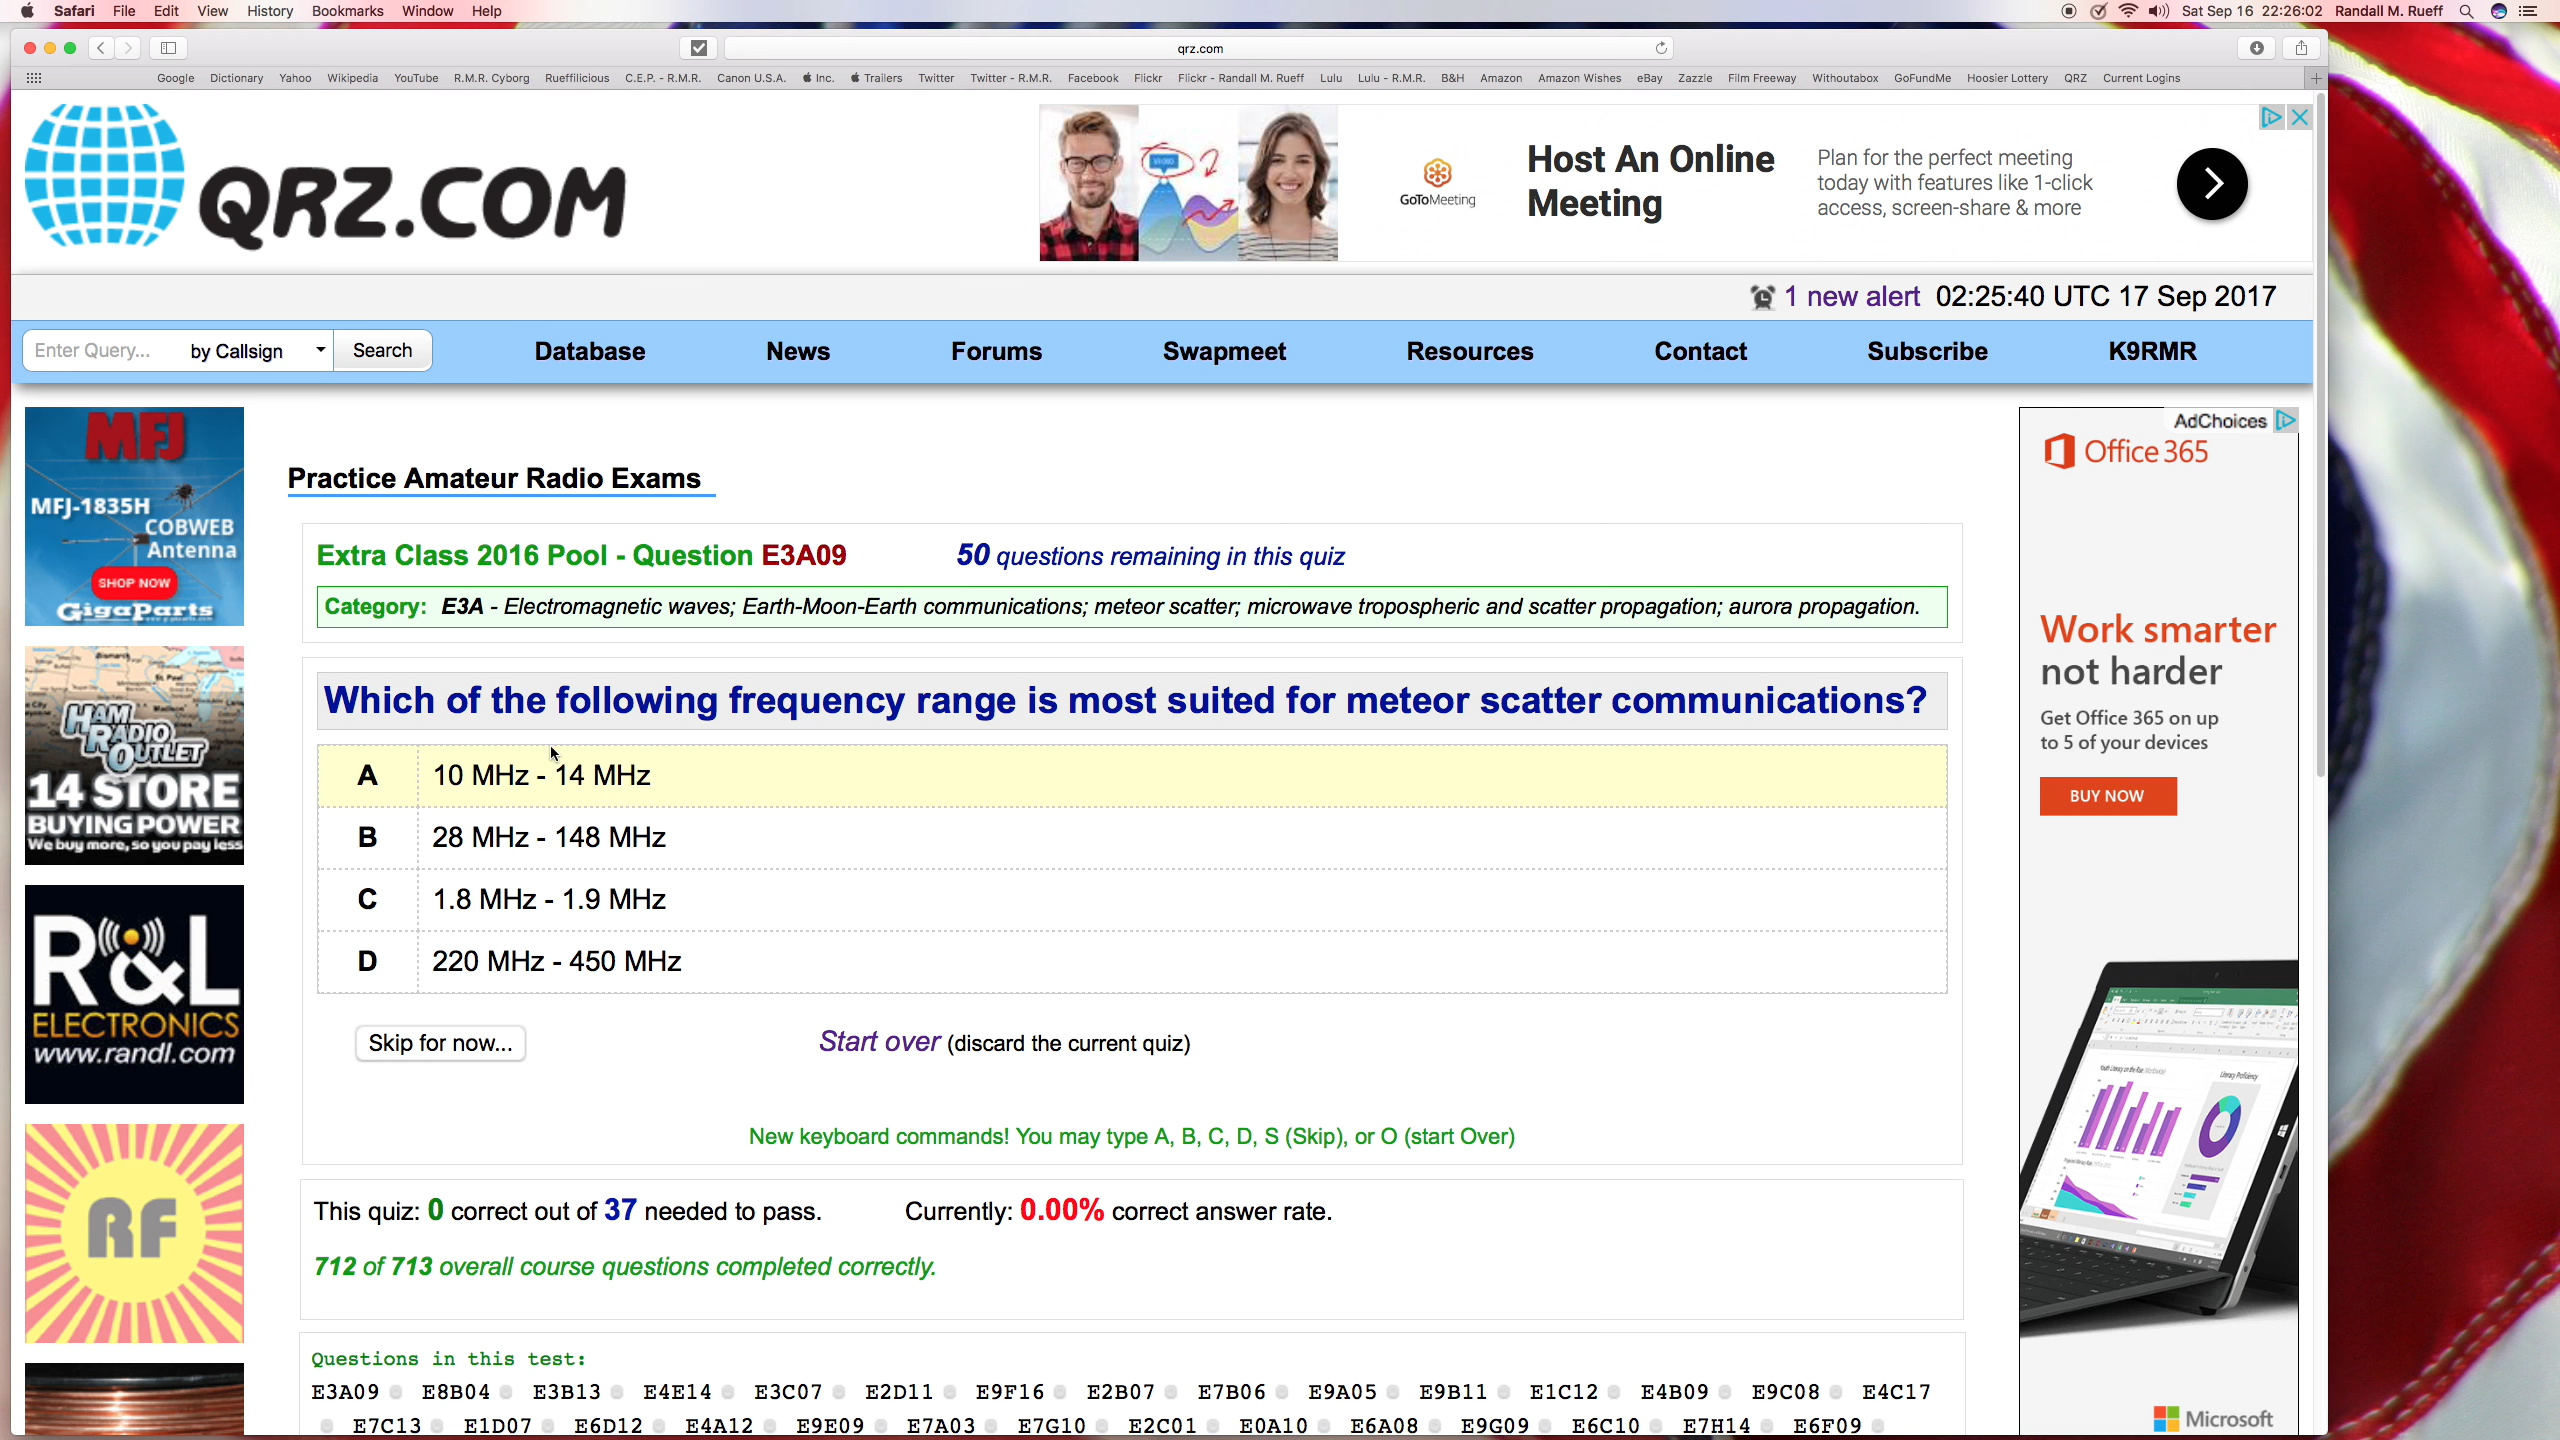 Safari File Edit View History Bookmarks Window Help
Sat Sep 16 22:26:02 Randall M. Rueff
qrz.com
Google Dictionary Yahoo Wikipedia YouTube R.M.R. Cyborg Rueffilicious C.E.P. - R.M.R. Canon U.S.A. Inc. Trailers Twitter Twitter - R.M.R. Facebook Flickr Flickr - Randall M. Rueff Lulu Lulu - R.M.R. B&H Amazon Amazon Wishes eBay Zazzle Film Freeway Withoutabox GoFundMe Hoosier Lottery QRZ Current Logins
QRZ.COM
GoToMeeting
Host An Online
Meeting
Plan for the perfect meeting
today with features like 1-click
access, screen-share & more
1 new alert 02:25:40 UTC 17 Sep 2017
Enter Query... by Callsign Search Database News Forums Swapmeet Resources Contact Subscribe K9RMR
MFJ
MFJ-1835H
COBWEB
Antenna
SHOP NOW
GigaParts
HAM
RADIO
OUTLET
14 STORE
BUYING POWER
We buy more, so you pay less
R&L
ELECTRONICS
www.randl.com
RF
Practice Amateur Radio Exams
Extra Class 2016 Pool - Question E3A09 50 questions remaining in this quiz
Category: E3A - Electromagnetic waves; Earth-Moon-Earth communications; meteor scatter; microwave tropospheric and scatter propagation; aurora propagation.
Which of the following frequency range is most suited for meteor scatter communications?
A 10 MHz - 14 MHz
B 28 MHz - 148 MHz
C 1.8 MHz - 1.9 MHz
D 220 MHz - 450 MHz
Skip for now... Start over (discard the current quiz)
New keyboard commands! You may type A, B, C, D, S (Skip), or O (start Over)
This quiz: 0 correct out of 37 needed to pass. Currently: 0.00% correct answer rate.
712 of 713 overall course questions completed correctly.
Questions in this test:
E3A09 E8B04 E3B13 E4E14 E3C07 E2D11 E9F16 E2B07 E7B06 E9A05 E9B11 E1C12 E4B09 E9C08 E4C17
E7C13 E1D07 E6D12 E4A12 E9E09 E7A03 E7G10 E2C01 E0A10 E6A08 E9G09 E6C10 E7H14 E6F09
AdChoices
Office 365
Work smarter
not harder
Get Office 365 on up
to 5 of your devices
BUY NOW
Microsoft